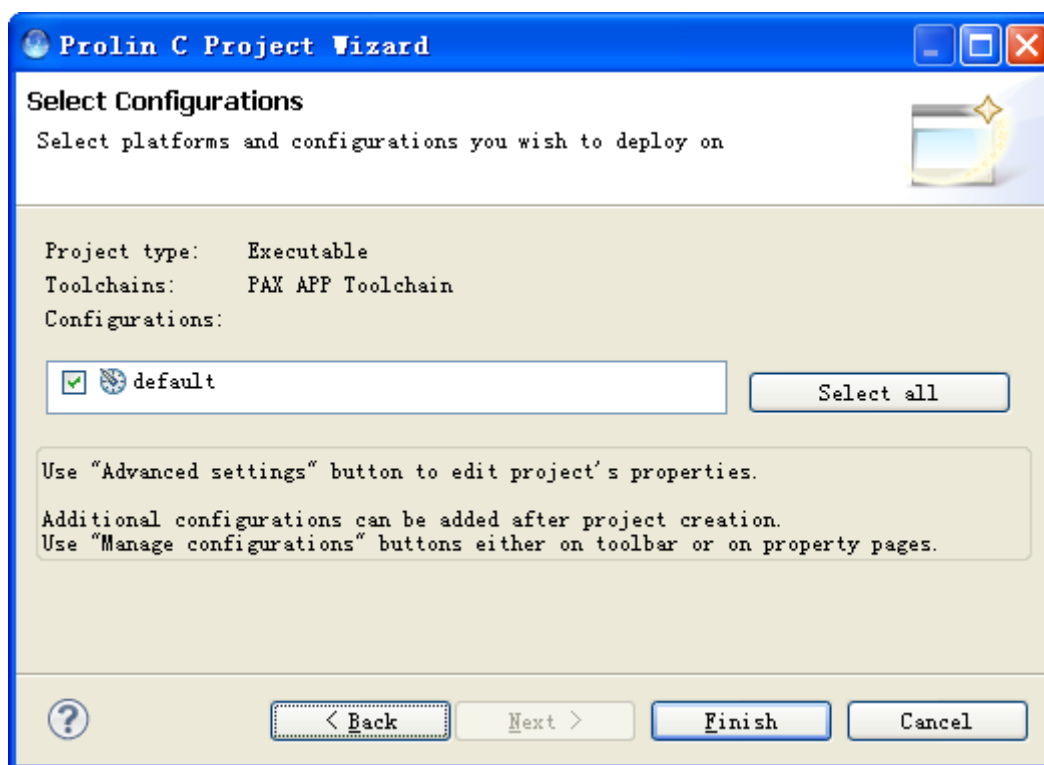 Prolin C Project Wizard
Select Configurations
Select platforms and configurations you wish to deploy on
Project type: Executable
Toolchains: PAX APP Toolchain
Configurations:
default
Select all
Use "Advanced settings" button to edit project's properties.
Additional configurations can be added after project creation.
Use "Manage configurations" buttons either on toolbar or on property pages.
? < Back Next > Finish Cancel